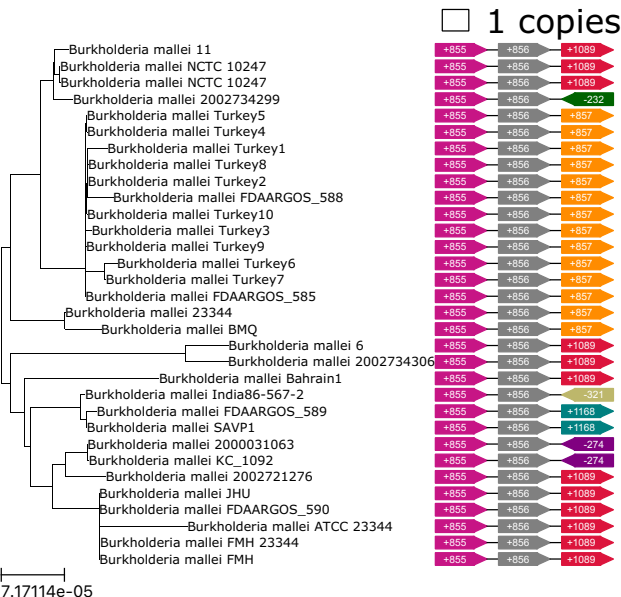 1 copies
Burkholderia mallei 11 +855 +856 +1089
Burkholderia mallei NCTC 10247 +855 +856 +1089
Burkholderia mallei NCTC 10247 +855 +856 +1089
Burkholderia mallei 2002734299 +855 +856 -232
Burkholderia mallei Turkey5 +855 +856 +857
Burkholderia mallei Turkey4 +855 +856 +857
Burkholderia mallei Turkey1 +855 +856 +857
Burkholderia mallei Turkey8 +855 +856 +857
Burkholderia mallei Turkey2 +855 +856 +857
Burkholderia mallei FDAARGOS_588 +855 +856 +857
Burkholderia mallei Turkey10 +855 +856 +857
Burkholderia mallei Turkey3 +855 +856 +857
Burkholderia mallei Turkey9 +855 +856 +857
Burkholderia mallei Turkey6 +855 +856 +857
Burkholderia mallei Turkey7 +855 +856 +857
Burkholderia mallei FDAARGOS_585 +855 +856 +857
Burkholderia mallei 23344 +855 +856 +857
Burkholderia mallei BMQ +855 +856 +857
Burkholderia mallei 6 +855 +856 +1089
Burkholderia mallei 2002734306 +855 +856 +1089
Burkholderia mallei Bahrain1 +855 +856 +1089
Burkholderia mallei India86-567-2 +855 +856 -321
Burkholderia mallei FDAARGOS_589 +855 +856 +1168
Burkholderia mallei SAVP1 +855 +856 +1168
Burkholderia mallei 2000031063 +855 +856 -274
Burkholderia mallei KC_1092 +855 +856 -274
Burkholderia mallei 2002721276 +855 +856 +1089
Burkholderia mallei JHU +855 +856 +1089
Burkholderia mallei FDAARGOS_590 +855 +856 +1089
Burkholderia mallei ATCC 23344 +855 +856 +1089
Burkholderia mallei FMH 23344 +855 +856 +1089
Burkholderia mallei FMH +855 +856 +1089
7.17114e-05